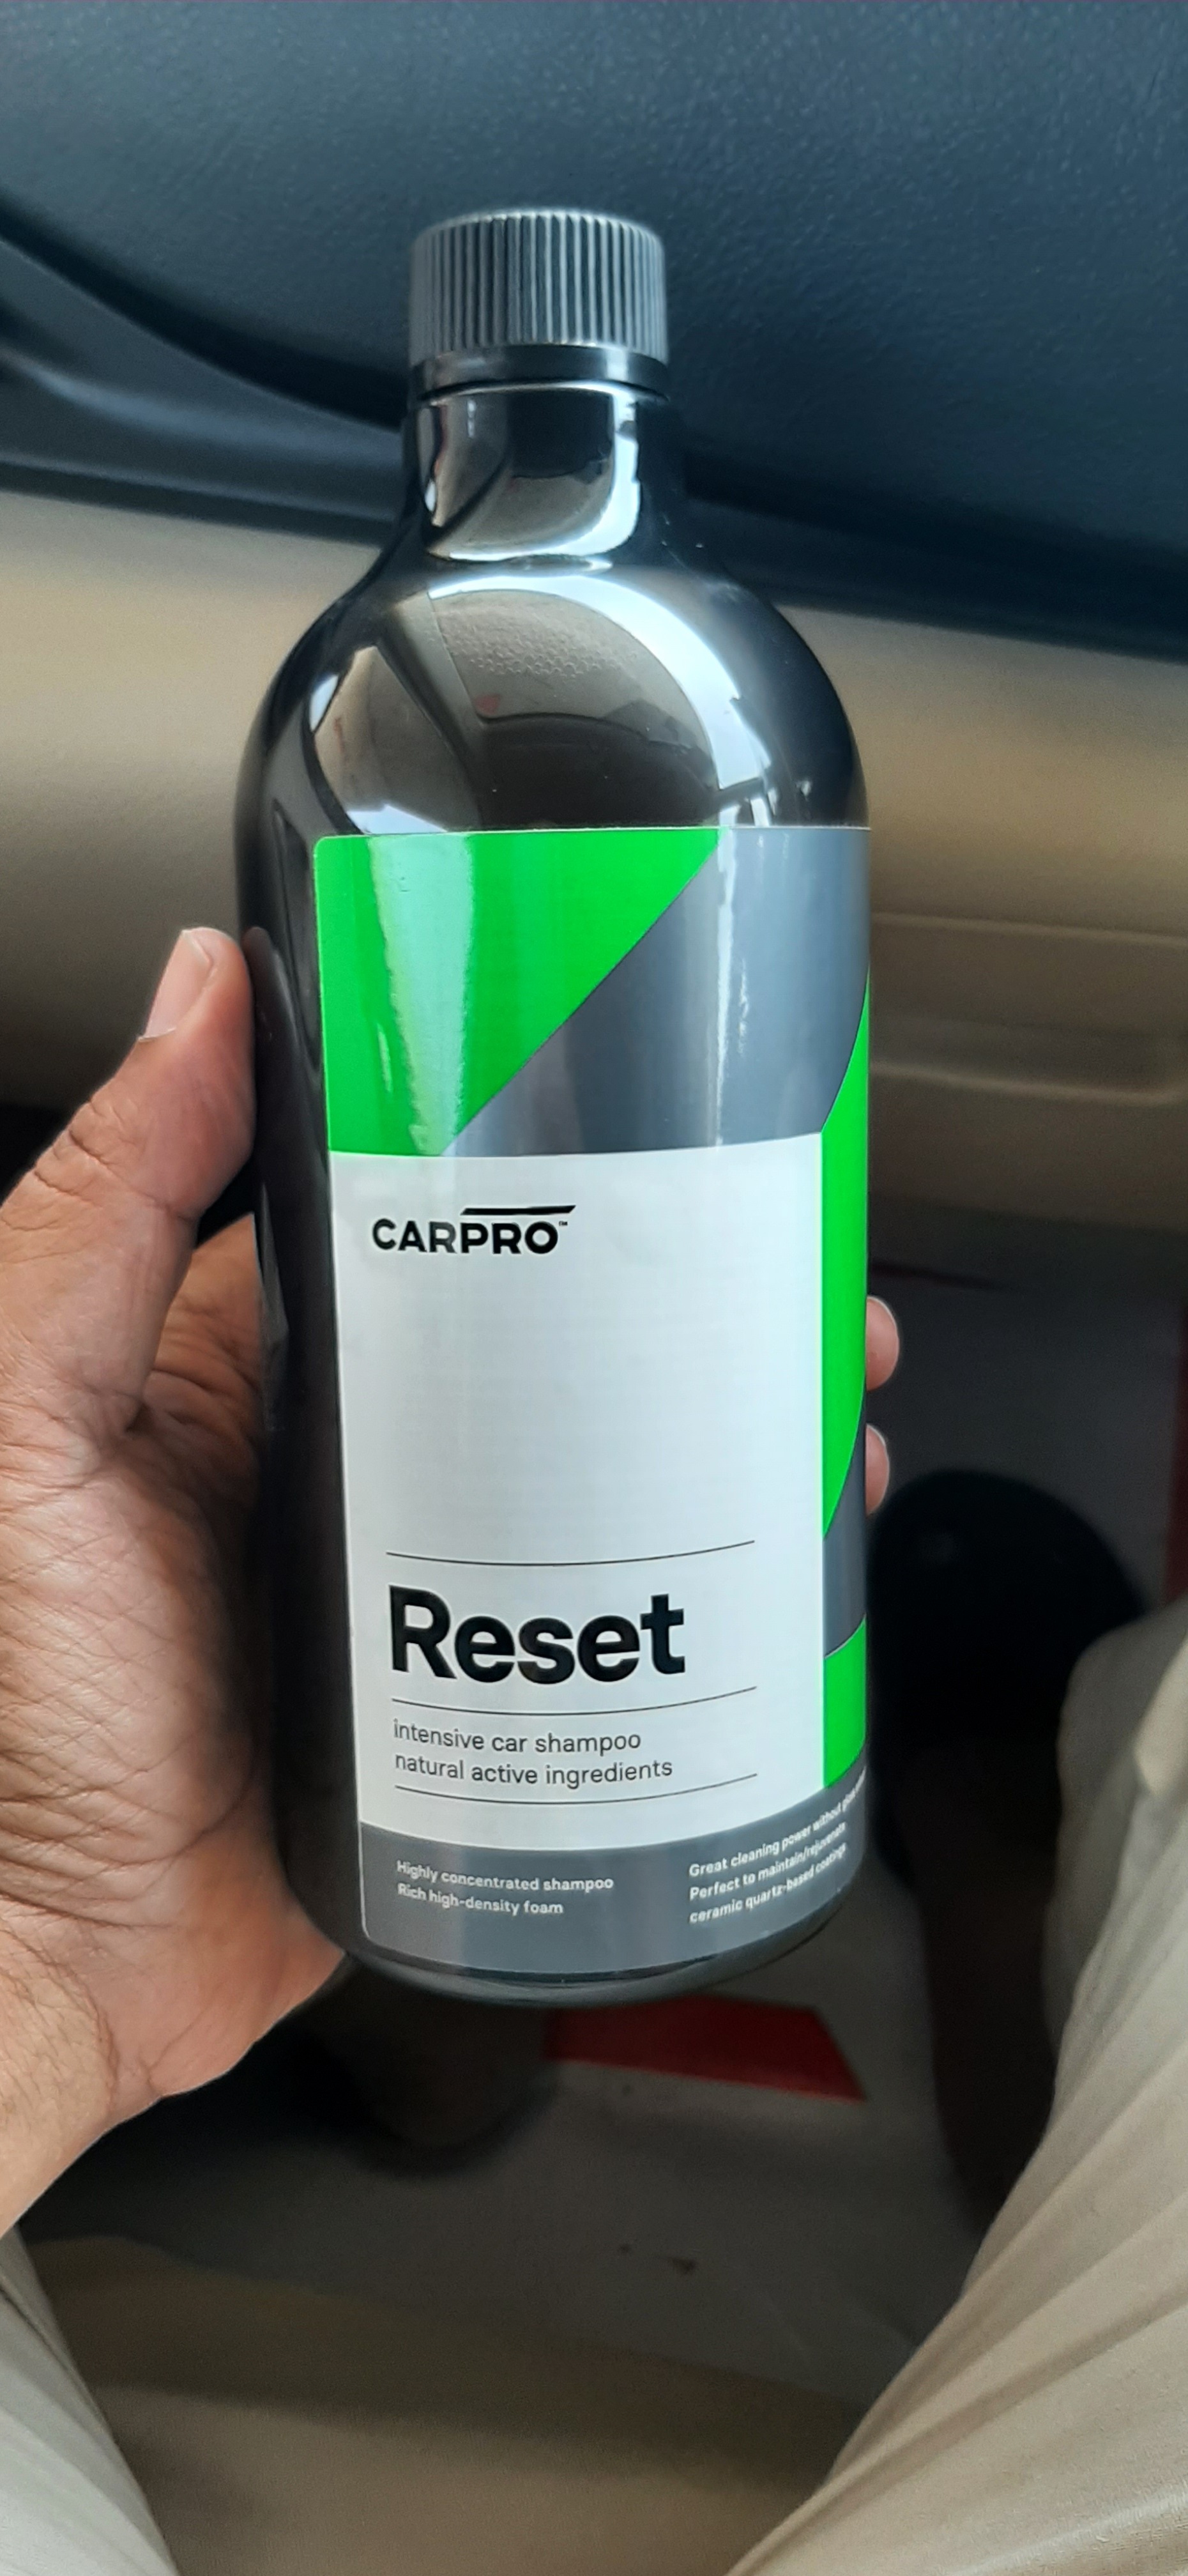 CARPRO™
Reset
intensive car shampoo
natural active ingredients
Highly concentrated shampoo
Rich high-density foam
Great cleaning power without
Perfect to maintain/rejuvenate
ceramic quartz-based coatings